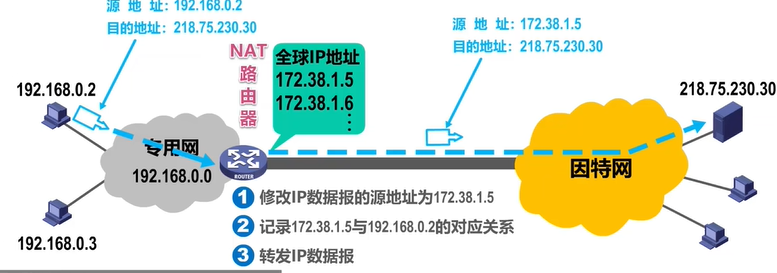 源 地 址: 192.168.0.2
目的地址: 218.75.230.30
源 地 址: 172.38.1.5
目的地址: 218.75.230.30
NAT
路
由
器
全球IP地址
172.38.1.5
172.38.1.6
⋮
192.168.0.2
218.75.230.30
专用网
192.168.0.0
ROUTER
因特网
1 修改IP数据报的源地址为172.38.1.5
2 记录172.38.1.5与192.168.0.2的对应关系
3 转发IP数据报
192.168.0.3